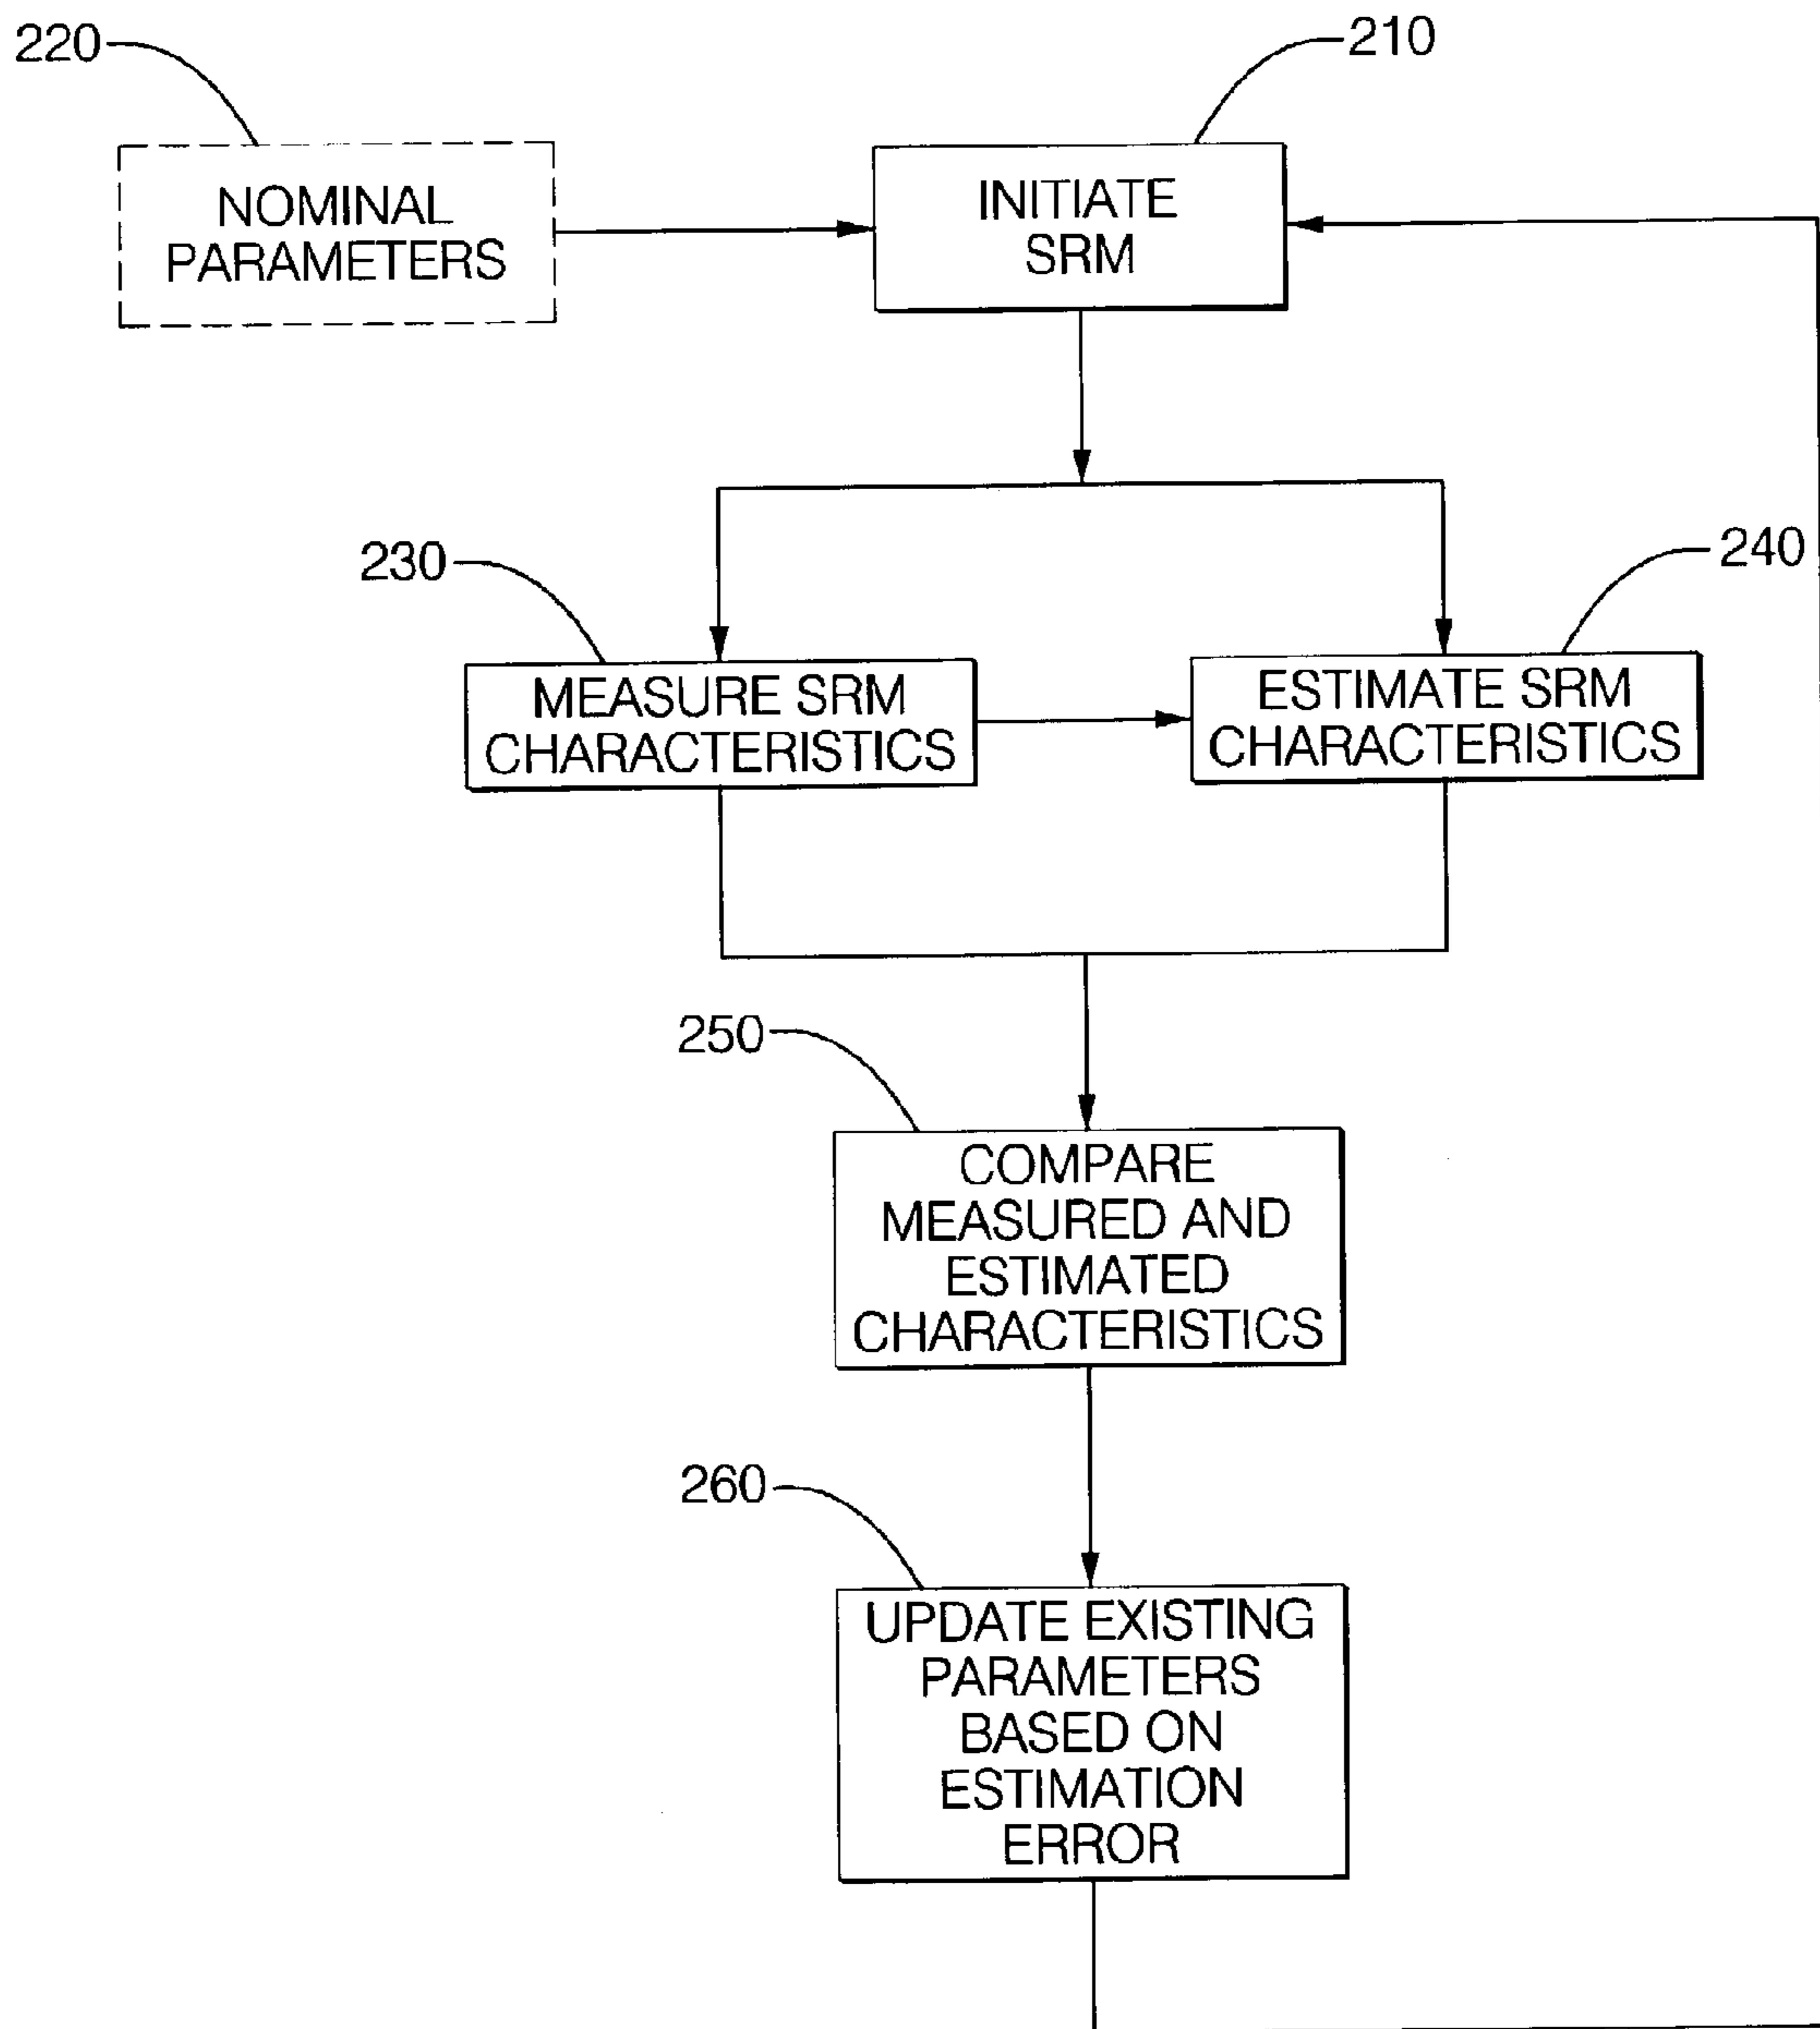 220
210
NOMINAL
PARAMETERS
INITIATE
SRM
230
240
MEASURE SRM
CHARACTERISTICS
ESTIMATE SRM
CHARACTERISTICS
250
COMPARE
MEASURED AND
ESTIMATED
CHARACTERISTICS
260
UPDATE EXISTING
PARAMETERS
BASED ON
ESTIMATION
ERROR